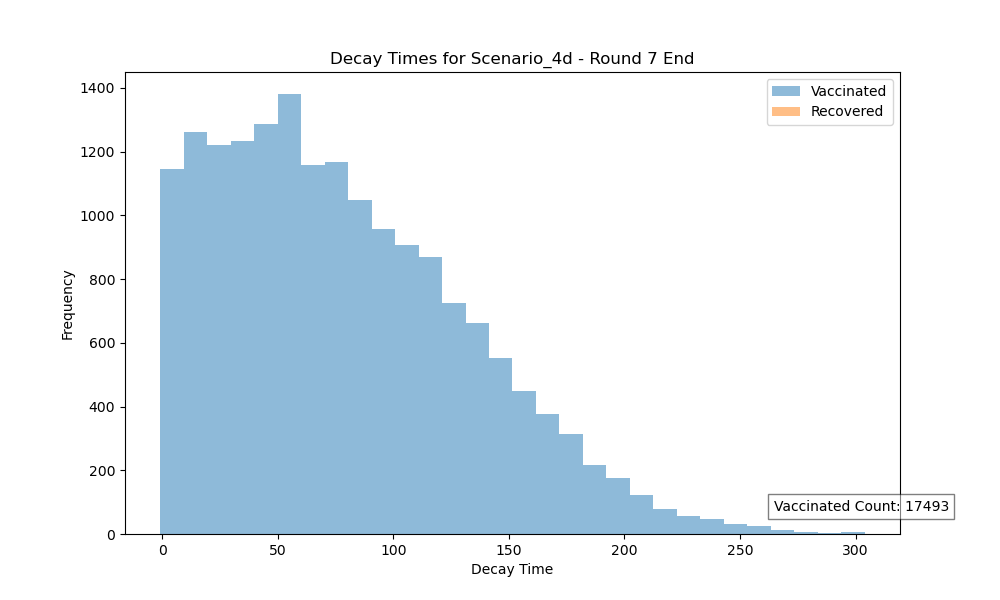 Decay Times for Scenario_4d - Round 7 End
1400
1200
1000
800
600
400
200
0
Frequency
Vaccinated
Recovered
Vaccinated Count: 17493
0
50
100
150
200
250
300
Decay Time